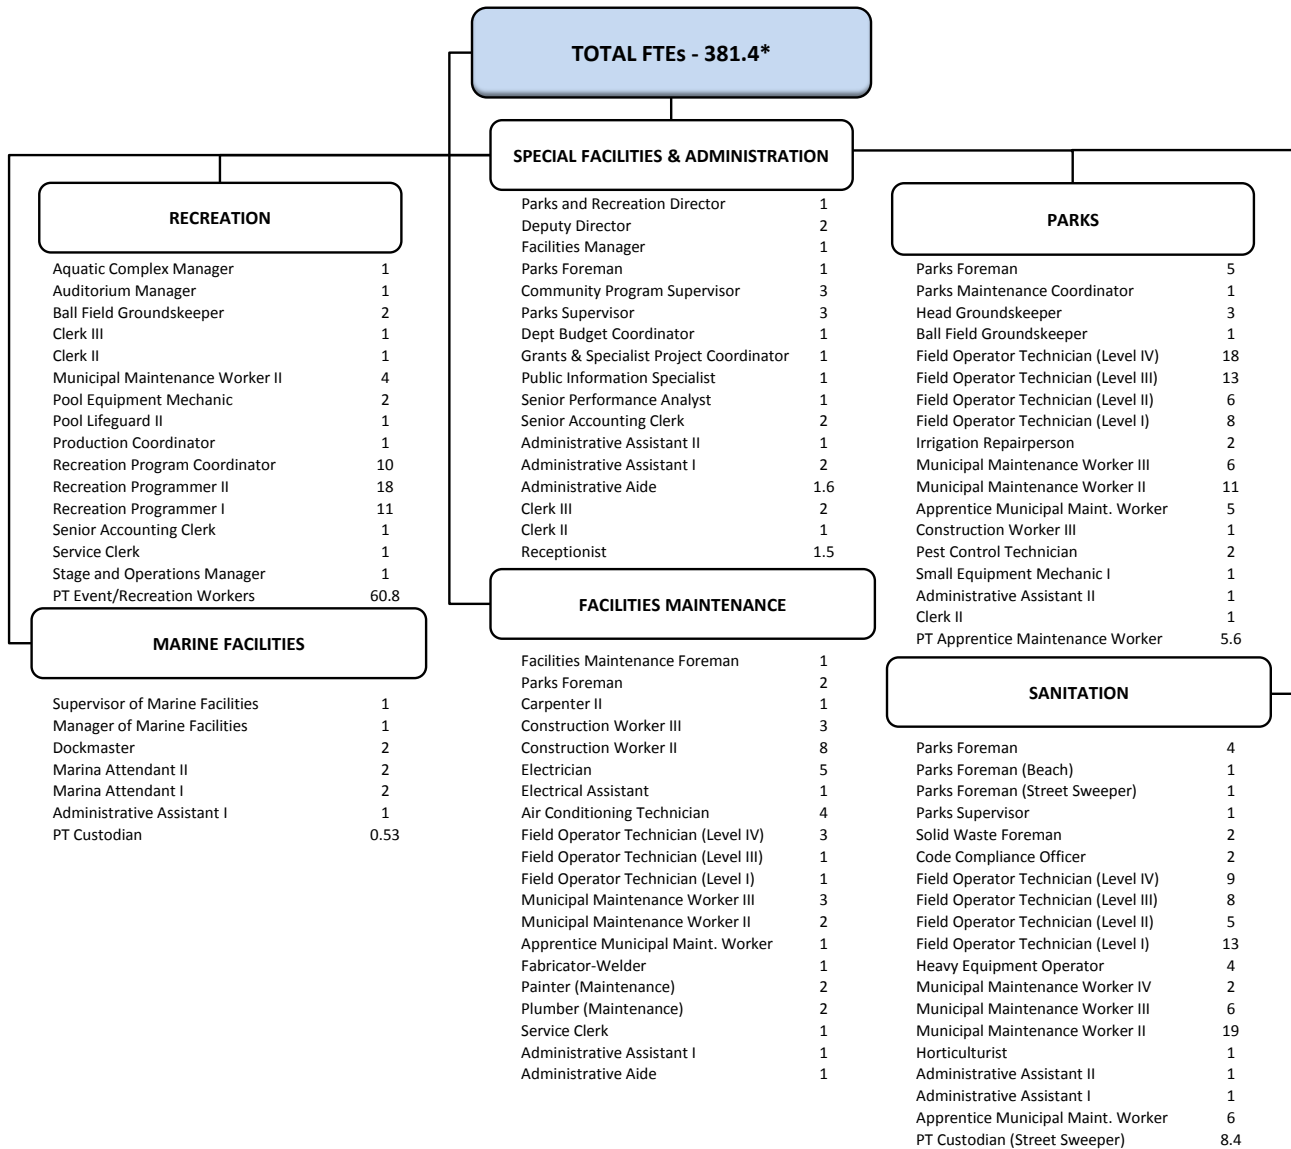 TOTAL FTEs - 381.4*
SPECIAL FACILITIES & ADMINISTRATION
Parks and Recreation Director 1
Deputy Director 2
Facilities Manager 1
Parks Foreman 1
Community Program Supervisor 3
Parks Supervisor 3
Dept Budget Coordinator 1
Grants & Specialist Project Coordinator 1
Public Information Specialist 1
Senior Performance Analyst 1
Senior Accounting Clerk 2
Administrative Assistant II 1
Administrative Assistant I 2
Administrative Aide 1.6
Clerk III 2
Clerk II 1
Receptionist 1.5
RECREATION
Aquatic Complex Manager 1
Auditorium Manager 1
Ball Field Groundskeeper 2
Clerk III 1
Clerk II 1
Municipal Maintenance Worker II 4
Pool Equipment Mechanic 2
Pool Lifeguard II 1
Production Coordinator 1
Recreation Program Coordinator 10
Recreation Programmer II 18
Recreation Programmer I 11
Senior Accounting Clerk 1
Service Clerk 1
Stage and Operations Manager 1
PT Event/Recreation Workers 60.8
MARINE FACILITIES
Supervisor of Marine Facilities 1
Manager of Marine Facilities 1
Dockmaster 2
Marina Attendant II 2
Marina Attendant I 2
Administrative Assistant I 1
PT Custodian 0.53
FACILITIES MAINTENANCE
Facilities Maintenance Foreman 1
Parks Foreman 2
Carpenter II 1
Construction Worker III 3
Construction Worker II 8
Electrician 5
Electrical Assistant 1
Air Conditioning Technician 4
Field Operator Technician (Level IV) 3
Field Operator Technician (Level III) 1
Field Operator Technician (Level I) 1
Municipal Maintenance Worker III 3
Municipal Maintenance Worker II 2
Apprentice Municipal Maint. Worker 1
Fabricator-Welder 1
Painter (Maintenance) 2
Plumber (Maintenance) 2
Service Clerk 1
Administrative Assistant I 1
Administrative Aide 1
PARKS
Parks Foreman 5
Parks Maintenance Coordinator 1
Head Groundskeeper 3
Ball Field Groundskeeper 1
Field Operator Technician (Level IV) 18
Field Operator Technician (Level III) 13
Field Operator Technician (Level II) 6
Field Operator Technician (Level I) 8
Irrigation Repairperson 2
Municipal Maintenance Worker III 6
Municipal Maintenance Worker II 11
Apprentice Municipal Maint. Worker 5
Construction Worker III 1
Pest Control Technician 2
Small Equipment Mechanic I 1
Administrative Assistant II 1
Clerk II 1
PT Apprentice Maintenance Worker 5.6
SANITATION
Parks Foreman 4
Parks Foreman (Beach) 1
Parks Foreman (Street Sweeper) 1
Parks Supervisor 1
Solid Waste Foreman 2
Code Compliance Officer 2
Field Operator Technician (Level IV) 9
Field Operator Technician (Level III) 8
Field Operator Technician (Level II) 5
Field Operator Technician (Level I) 13
Heavy Equipment Operator 4
Municipal Maintenance Worker IV 2
Municipal Maintenance Worker III 6
Municipal Maintenance Worker II 19
Horticulturist 1
Administrative Assistant II 1
Administrative Assistant I 1
Apprentice Municipal Maint. Worker 6
PT Custodian (Street Sweeper) 8.4